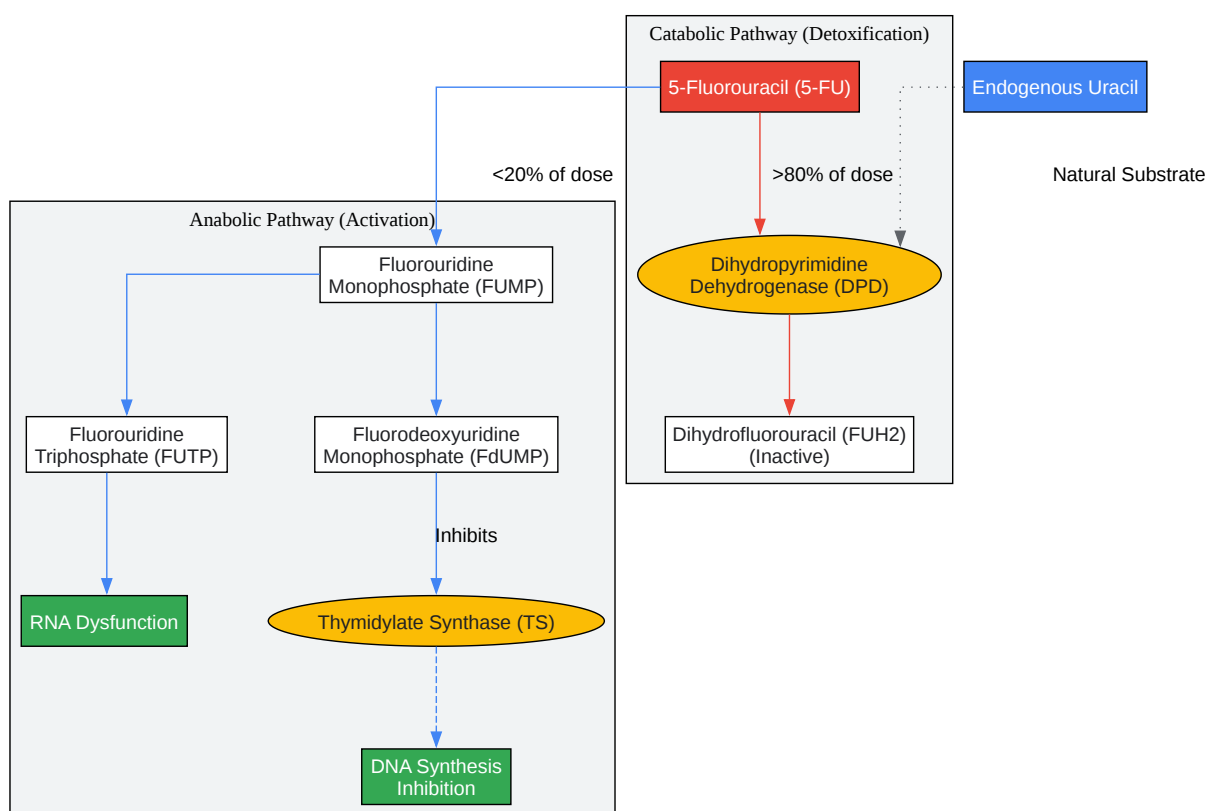 Catabolic Pathway (Detoxification)
5-Fluorouracil (5-FU)
Endogenous Uracil
<20% of dose
>80% of dose
Natural Substrate
Anabolic Pathway (Activation)
Fluorouridine
Monophosphate (FUMP)
Dihydropyrimidine
Dehydrogenase (DPD)
Fluorouridine
Triphosphate (FUTP)
Fluorodeoxyuridine
Monophosphate (FdUMP)
Dihydrofluorouracil (FUH2)
(Inactive)
Inhibits
RNA Dysfunction
Thymidylate Synthase (TS)
DNA Synthesis
Inhibition